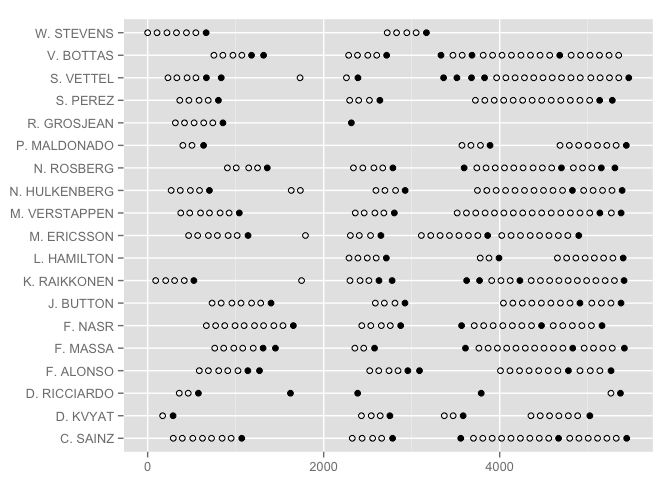 W. STEVENS
V. BOTTAS
S. VETTEL
S. PEREZ
R. GROSJEAN
P. MALDONADO
N. ROSBERG
N. HULKENBERG
M. VERSTAPPEN
M. ERICSSON
L. HAMILTON
K. RAIKKONEN
J. BUTTON
F. NASR
F. MASSA
F. ALONSO
D. RICCIARDO
D. KVYAT
C. SAINZ
0 2000 4000